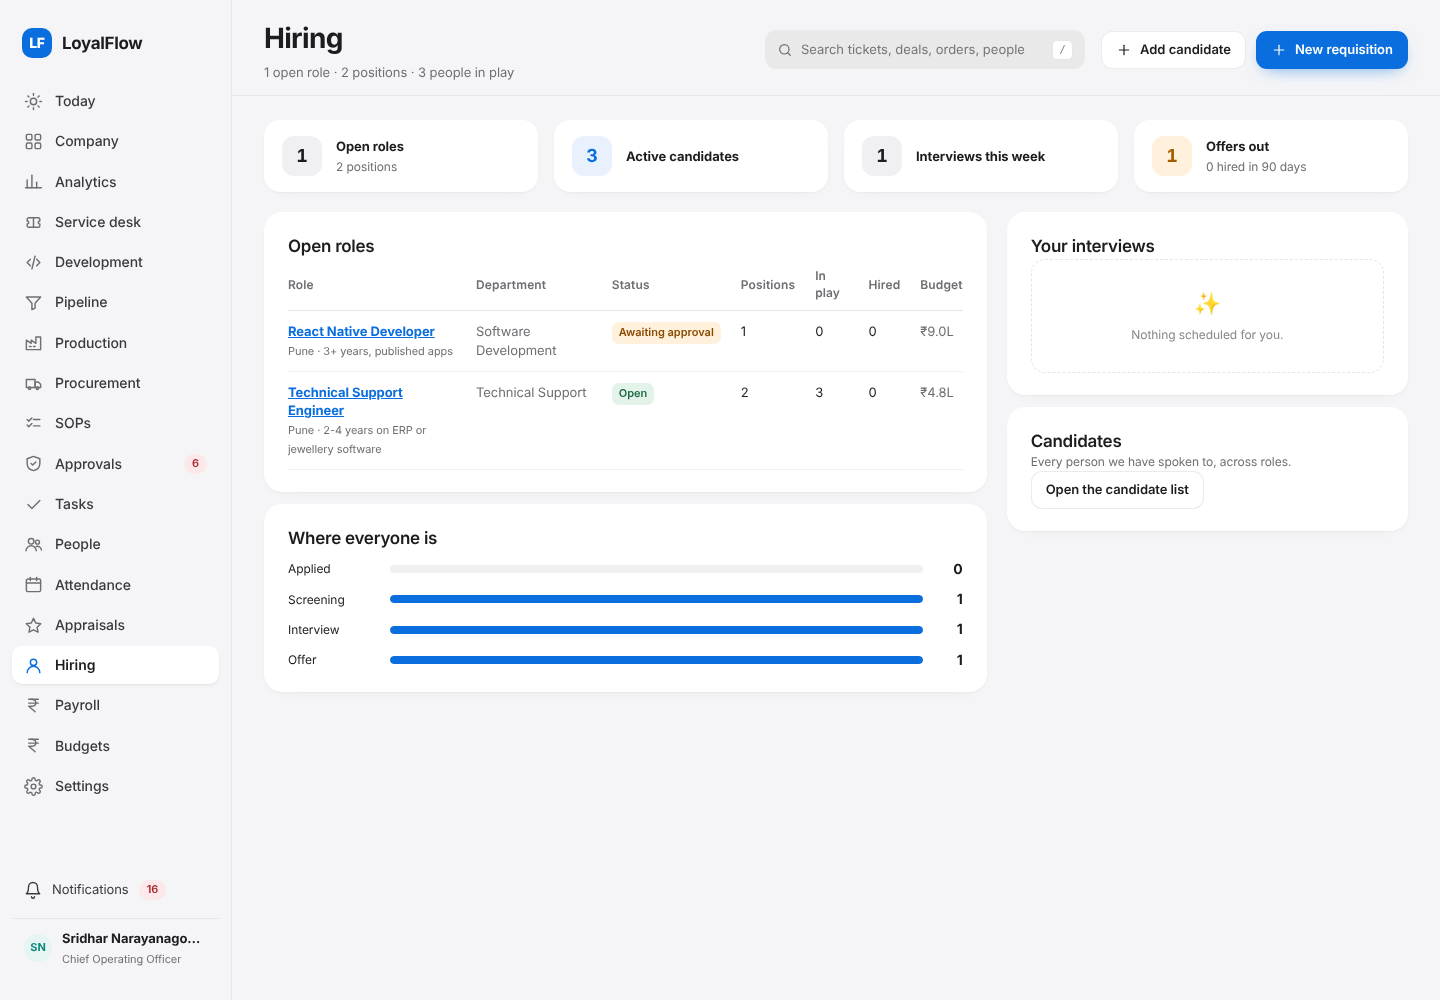 LF LoyalFlow
Today
Company
Analytics
Service desk
Development
Pipeline
Production
Procurement
SOPs
Approvals 6
Tasks
People
Attendance
Appraisals
Hiring
Payroll
Budgets
Settings
Notifications 16
SN Sridhar Narayanago...
Chief Operating Officer
Hiring
1 open role · 2 positions · 3 people in play
Search tickets, deals, orders, people /
Add candidate
New requisition
1 Open roles
2 positions
3 Active candidates
1 Interviews this week
1 Offers out
0 hired in 90 days
Open roles
Role Department Status Positions In play Hired Budget
React Native Developer Software Development Awaiting approval 1 0 0 ₹9.0L
Pune · 3+ years, published apps
Technical Support Engineer Technical Support Open 2 3 0 ₹4.8L
Pune · 2-4 years on ERP or
jewellery software
Where everyone is
Applied 0
Screening 1
Interview 1
Offer 1
Your interviews
Nothing scheduled for you.
Candidates
Every person we have spoken to, across roles.
Open the candidate list